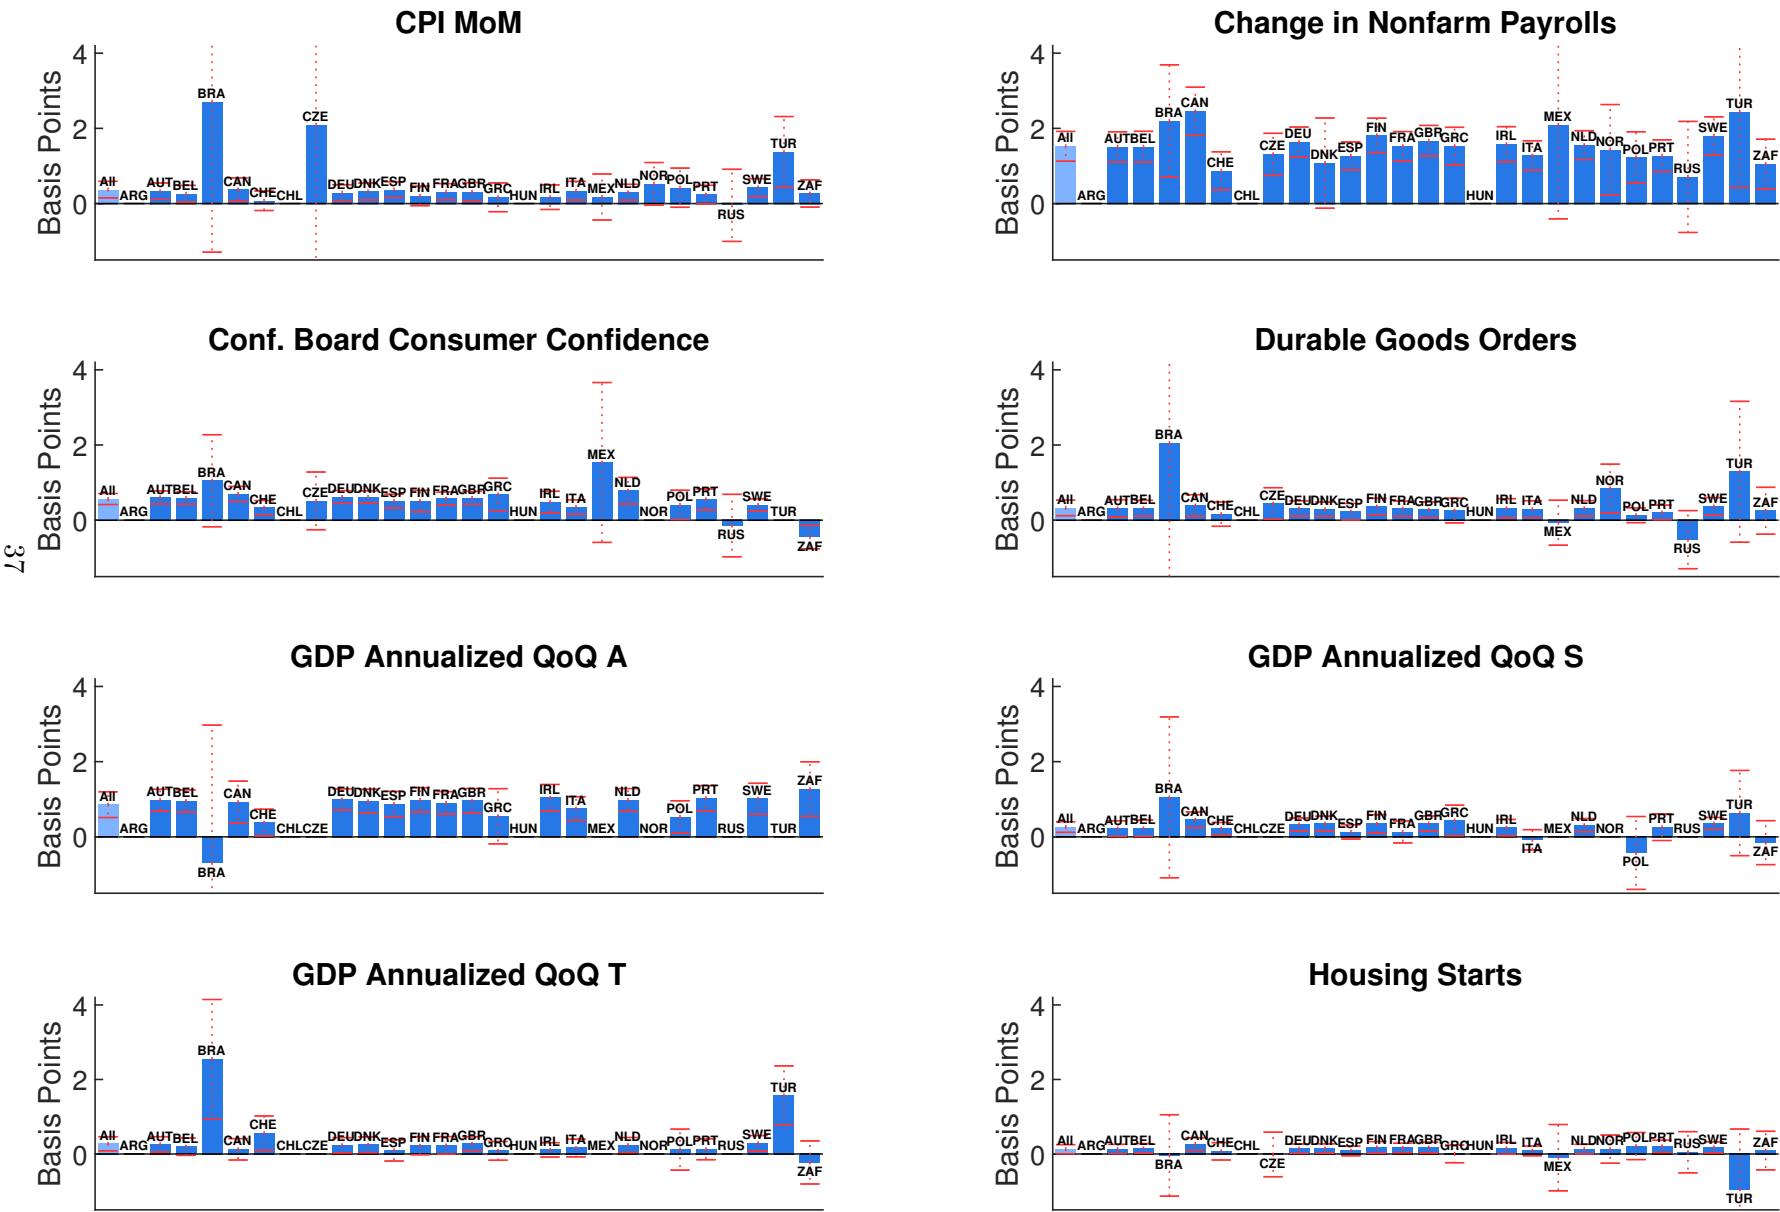 CPI MoM
Basis Points
4
2
0
All ARG AUT BEL BRA CAN CHE CHL CZE DEU DNK ESP FIN FRA GBR GRC HUN IRL ITA MEX NLD NOR POL PRT RUS SWE TUR ZAF
Change in Nonfarm Payrolls
Basis Points
4
2
0
All ARG AUT BEL BRA CAN CHE CHL CZE DEU DNK ESP FIN FRA GBR GRC HUN IRL ITA MEX NLD NOR POL PRT RUS SWE TUR ZAF
Conf. Board Consumer Confidence
Basis Points
4
2
0
All ARG AUT BEL BRA CAN CHE CHL CZE DEU DNK ESP FIN FRA GBR GRC HUN IRL ITA MEX NLD NOR POL PRT RUS SWE TUR ZAF
Durable Goods Orders
Basis Points
4
2
0
All ARG AUT BEL BRA CAN CHE CHL CZE DEU DNK ESP FIN FRA GBR GRC HUN IRL ITA MEX NLD NOR POL PRT RUS SWE TUR ZAF
37
GDP Annualized QoQ A
Basis Points
4
2
0
All ARG AUT BEL BRA CAN CHE CHL CZE DEU DNK ESP FIN FRA GBR GRC HUN IRL ITA MEX NLD NOR POL PRT RUS SWE TUR ZAF
GDP Annualized QoQ S
Basis Points
4
2
0
All ARG AUT BEL BRA CAN CHE CHL CZE DEU DNK ESP FIN FRA GBR GRC HUN IRL ITA MEX NLD NOR POL PRT RUS SWE TUR ZAF
GDP Annualized QoQ T
Basis Points
4
2
0
All ARG AUT BEL BRA CAN CHE CHL CZE DEU DNK ESP FIN FRA GBR GRC HUN IRL ITA MEX NLD NOR POL PRT RUS SWE TUR ZAF
Housing Starts
Basis Points
4
2
0
All ARG AUT BEL BRA CAN CHE CHL CZE DEU DNK ESP FIN FRA GBR GRC HUN IRL ITA MEX NLD NOR POL PRT RUS SWE TUR ZAF